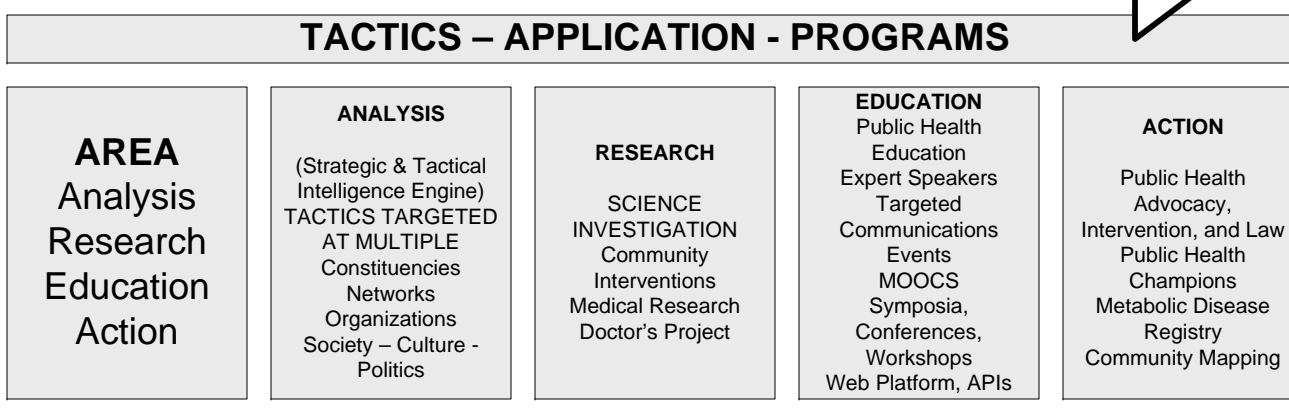 TACTICS – APPLICATION - PROGRAMS
AREA
Analysis
Research
Education
Action
ANALYSIS
(Strategic & Tactical
Intelligence Engine)
TACTICS TARGETED
AT MULTIPLE
Constituencies
Networks
Organizations
Society – Culture -
Politics
RESEARCH
SCIENCE
INVESTIGATION
Community
Interventions
Medical Research
Doctor's Project
EDUCATION
Public Health
Education
Expert Speakers
Targeted
Communications
Events
MOOCS
Symposia,
Conferences,
Workshops
Web Platform, APIs
ACTION
Public Health
Advocacy,
Intervention, and Law
Public Health
Champions
Metabolic Disease
Registry
Community Mapping